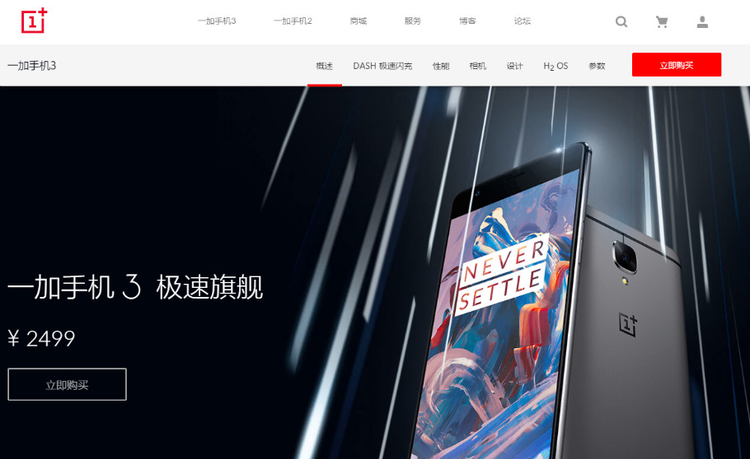 1+
一加手机3
一加手机2
商城
服务
博客
论坛
一加手机3
概述
DASH 极速闪充
性能
相机
设计
H2 OS
参数
立即购买
一加手机 3 极速旗舰
¥ 2499
立即购买
NEVER
SETTLE
1+